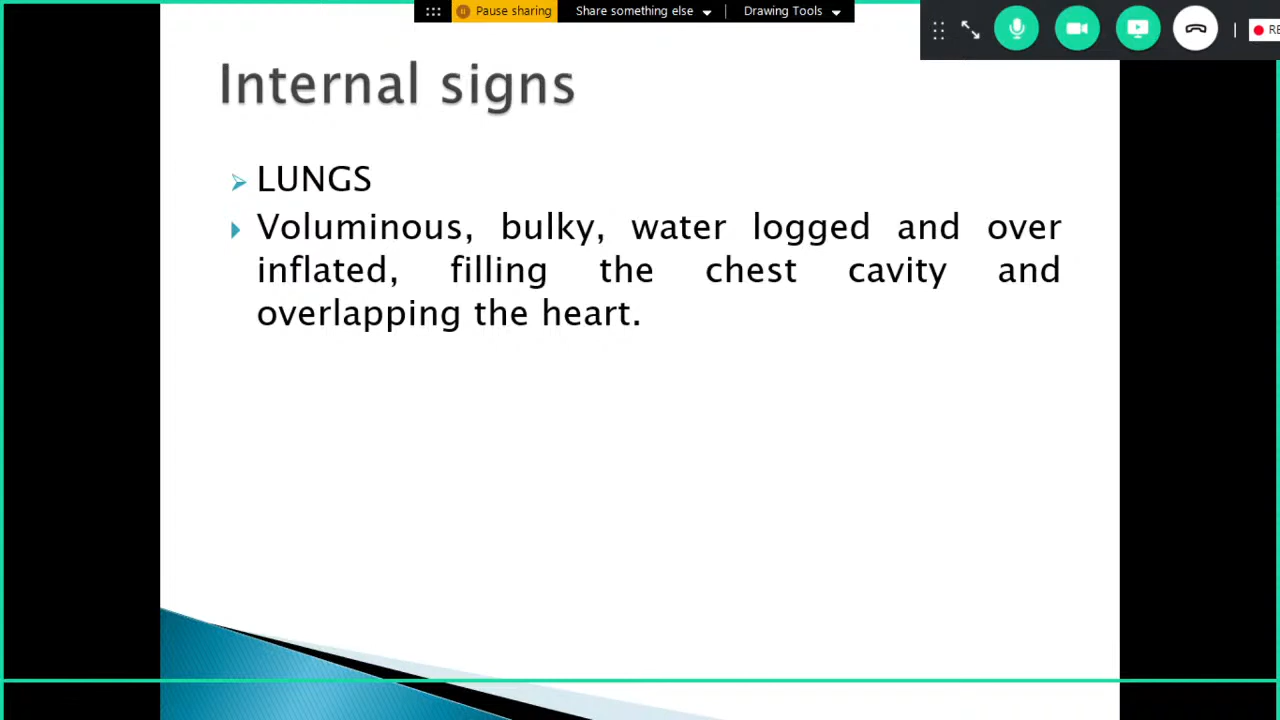 Pause sharing
Share something else
Drawing Tools
RE
Internal signs
LUNGS
Voluminous, bulky, water logged and over
inflated, filling the chest cavity and
overlapping the heart.